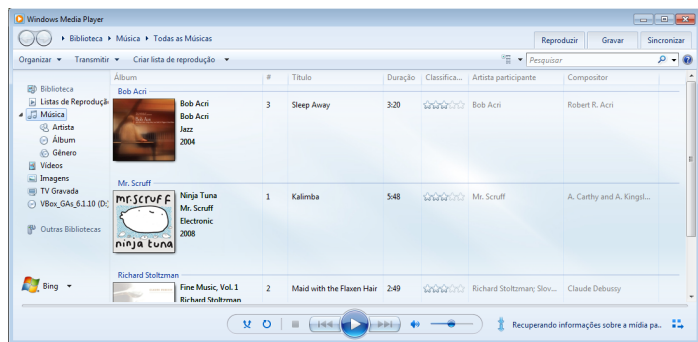 Windows Media Player
Biblioteca ▸ Música ▸ Todas as Músicas
Reproduzir Gravar Sincronizar
Organizar Transmitir Criar lista de reprodução Pesquisar
Álbum # Título Duração Classifica... Artista participante Compositor
Biblioteca
Listas de Reproduçã
Música
Artista
Álbum
Gênero
Vídeos
Imagens
TV Gravada
VBox_GAs_6.1.10 (D:
Outras Bibliotecas
Bing
Bob Acri
Bob Acri 3 Sleep Away 3:20 Bob Acri Robert R. Acri
Bob Acri
Jazz
2004
Mr. Scruff
mr.scruff
ninja tuna
Ninja Tuna 1 Kalimba 5:48 Mr. Scruff A. Carthy and A. Kingsl...
Mr. Scruff
Electronic
2008
Richard Stoltzman
Fine Music, Vol. 1 2 Maid with the Flaxen Hair 2:49 Richard Stoltzman; Slov... Claude Debussy
Richard Stoltzman
Recuperando informações sobre a mídia pa..